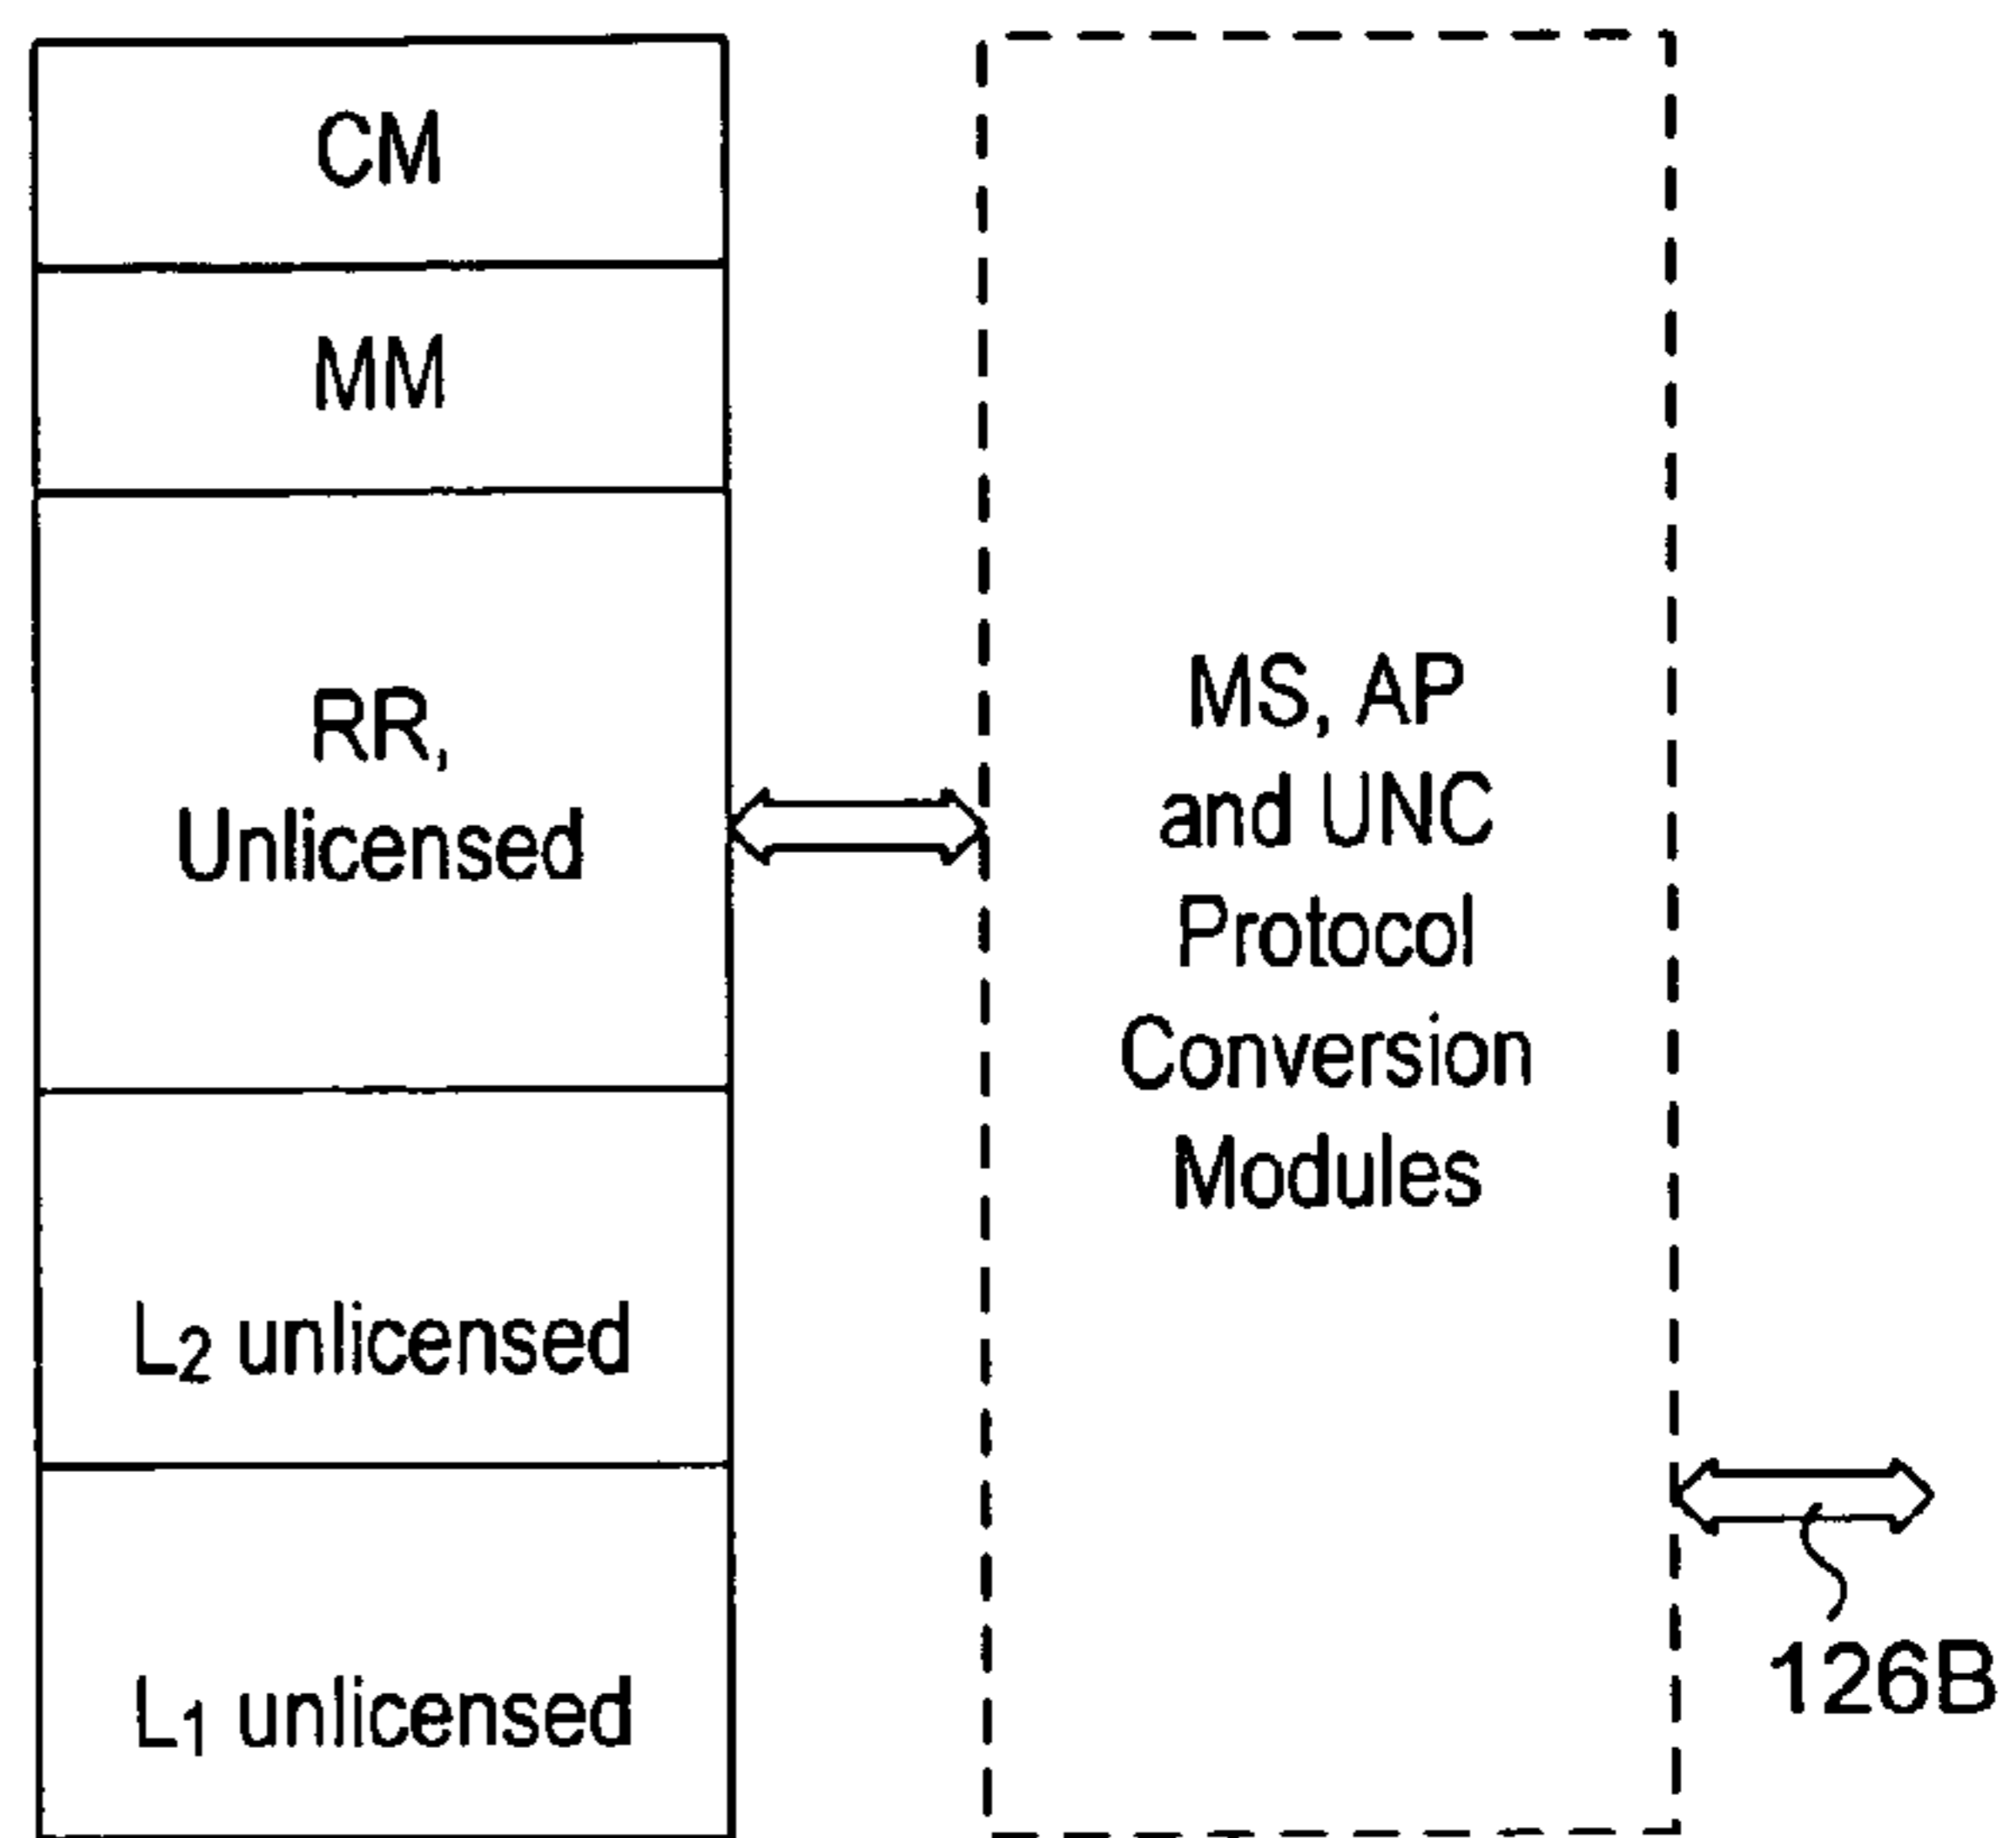 CM
MM
RR,
Unlicensed
L2 unlicensed
L1 unlicensed
MS, AP
and UNC
Protocol
Conversion
Modules
126B